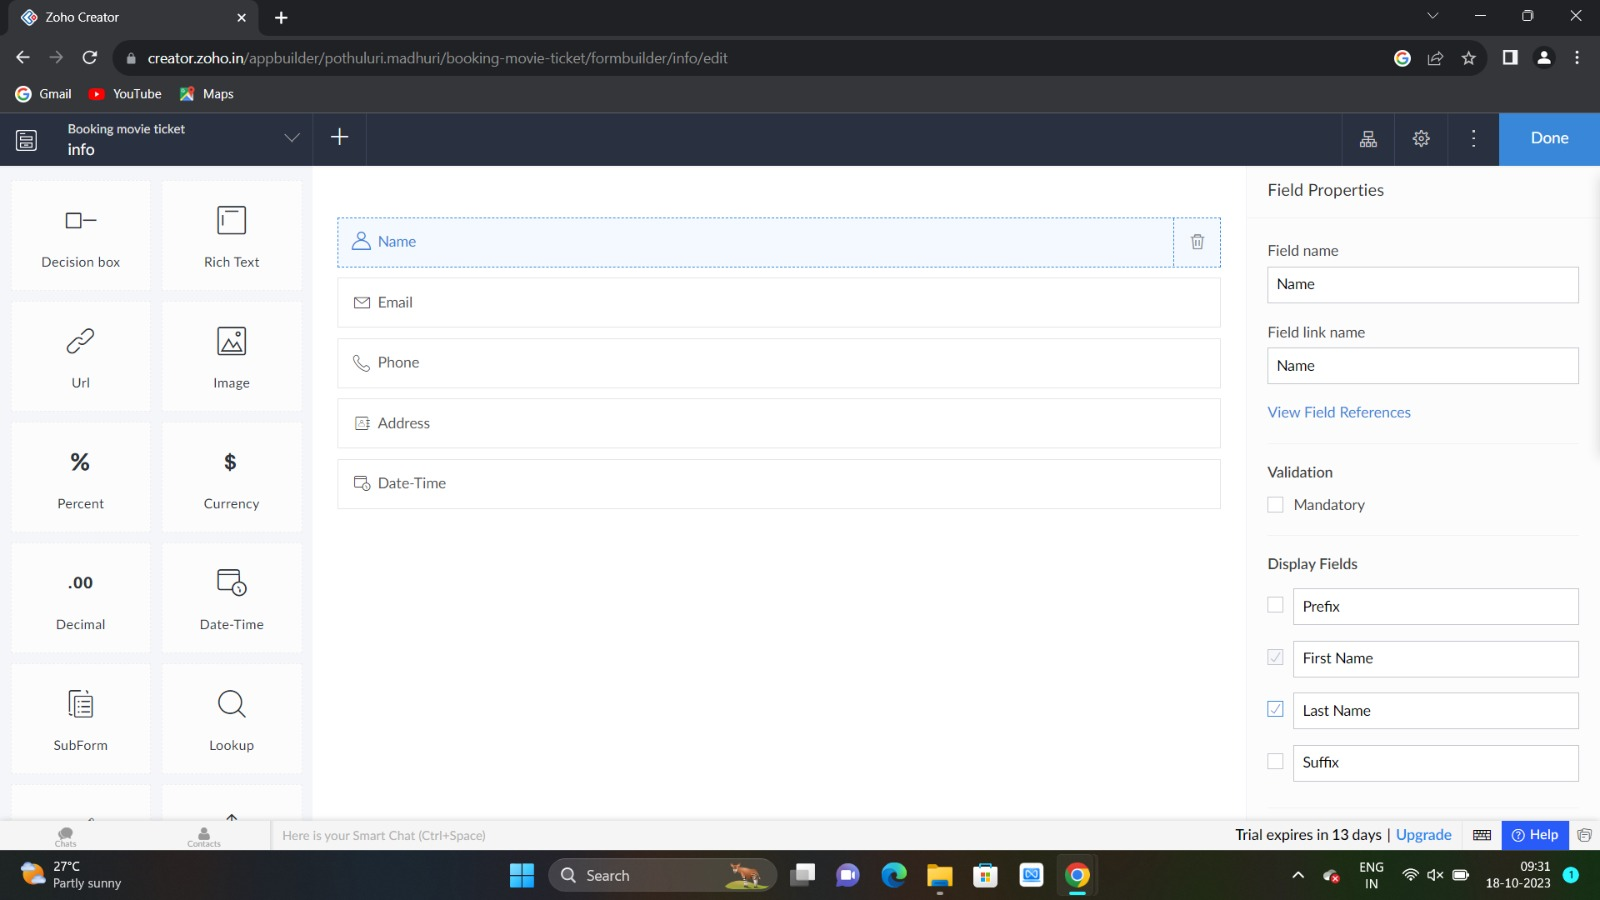 Zoho Creator
creator.zoho.in/appbuilder/pothuluri.madhuri/booking-movie-ticket/formbuilder/info/edit
Gmail
YouTube
Maps
Booking movie ticket
info
Done
Decision box
Rich Text
Url
Image
%
Percent
$
Currency
.00
Decimal
Date-Time
SubForm
Lookup
Name
Email
Phone
Address
Date-Time
Field Properties
Field name
Name
Field link name
Name
View Field References
Validation
Mandatory
Display Fields
Prefix
First Name
Last Name
Suffix
Chats
Contacts
Here is your Smart Chat (Ctrl+Space)
Trial expires in 13 days | Upgrade
Help
27°C
Partly sunny
Search
ENG
IN
09:31
18-10-2023
1